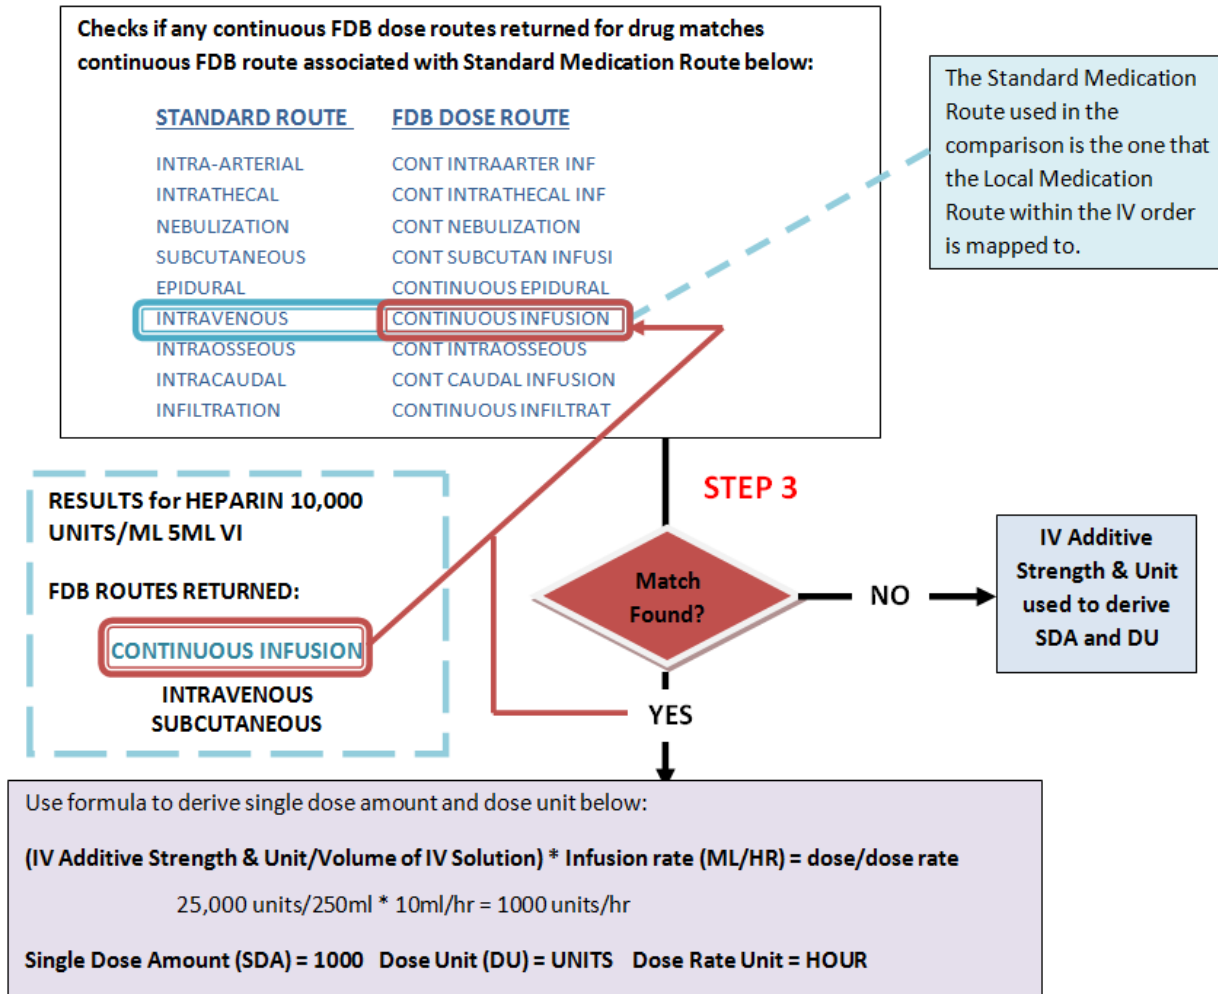 Checks if any continuous FDB dose routes returned for drug matches
continuous FDB route associated with Standard Medication Route below:
STANDARD ROUTE FDB DOSE ROUTE
INTRA-ARTERIAL CONT INTRAARTER INF
INTRATHECAL CONT INTRATHECAL INF
NEBULIZATION CONT NEBULIZATION
SUBCUTANEOUS CONT SUBCUTAN INFUSI
EPIDURAL CONTINUOUS EPIDURAL
INTRAVENOUS CONTINUOUS INFUSION
INTRAOSSEOUS CONT INTRAOSSEOUS
INTRACAUDAL CONT CAUDAL INFUSION
INFILTRATION CONTINUOUS INFILTRAT
The Standard Medication
Route used in the
comparison is the one that
the Local Medication
Route within the IV order
is mapped to.
RESULTS for HEPARIN 10,000
UNITS/ML 5ML VI
FDB ROUTES RETURNED:
CONTINUOUS INFUSION
INTRAVENOUS
SUBCUTANEOUS
STEP 3
Match
Found?
NO
IV Additive
Strength & Unit
used to derive
SDA and DU
YES
Use formula to derive single dose amount and dose unit below:
(IV Additive Strength & Unit/Volume of IV Solution) * Infusion rate (ML/HR) = dose/dose rate
25,000 units/250ml * 10ml/hr = 1000 units/hr
Single Dose Amount (SDA) = 1000 Dose Unit (DU) = UNITS Dose Rate Unit = HOUR